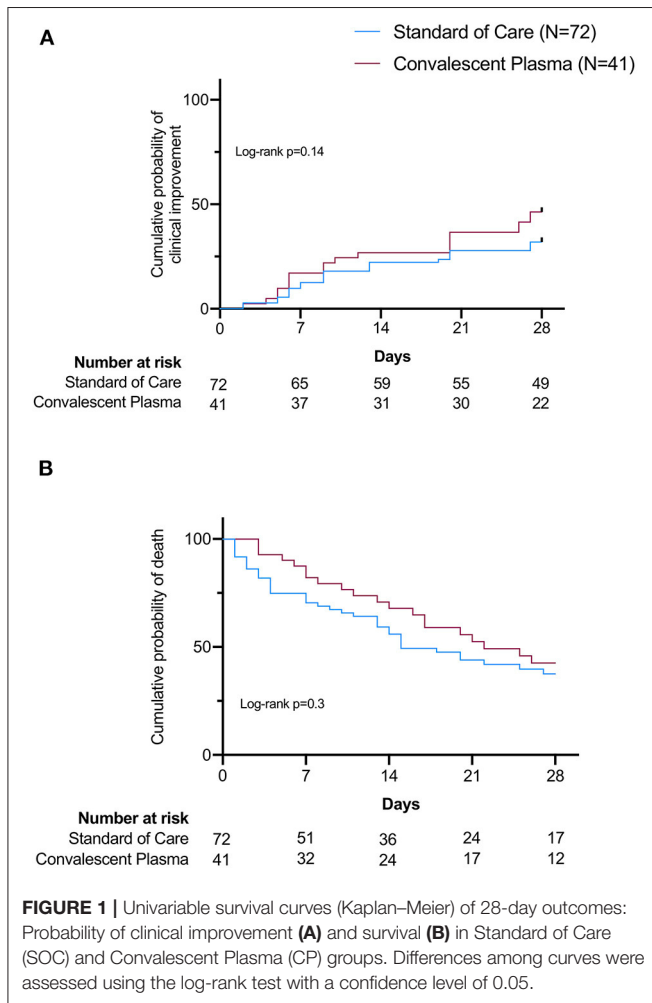 A
Standard of Care (N=72)
Convalescent Plasma (N=41)
100
50
0
Cumulative probability of
clinical improvement
Log-rank p=0.14
0 7 14 21 28
Days
Number at risk
Standard of Care 72 65 59 55 49
Convalescent Plasma 41 37 31 30 22
B
100
50
0
Cumulative probability of death
Log-rank p=0.3
0 7 14 21 28
Days
Number at risk
Standard of Care 72 51 36 24 17
Convalescent Plasma 41 32 24 17 12
FIGURE 1 | Univariable survival curves (Kaplan–Meier) of 28-day outcomes:
Probability of clinical improvement (A) and survival (B) in Standard of Care
(SOC) and Convalescent Plasma (CP) groups. Differences among curves were
assessed using the log-rank test with a confidence level of 0.05.